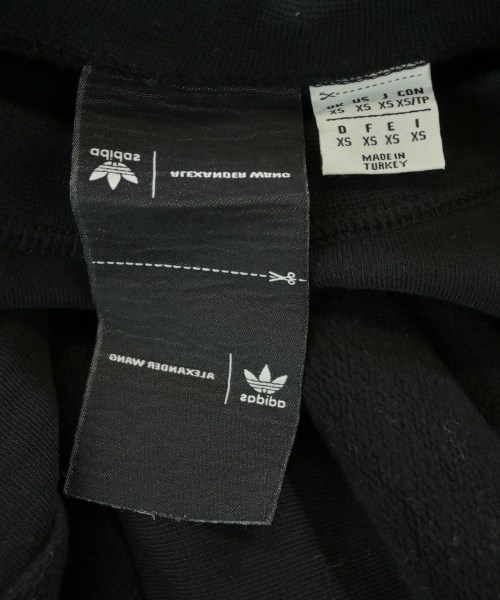 adidas
ALEXANDER WANG
ALEXANDER WANG
adidas
UK US J CDN
XS XS XS XS/TP
D F E I
XS XS XS XS
MADE IN
TURKEY